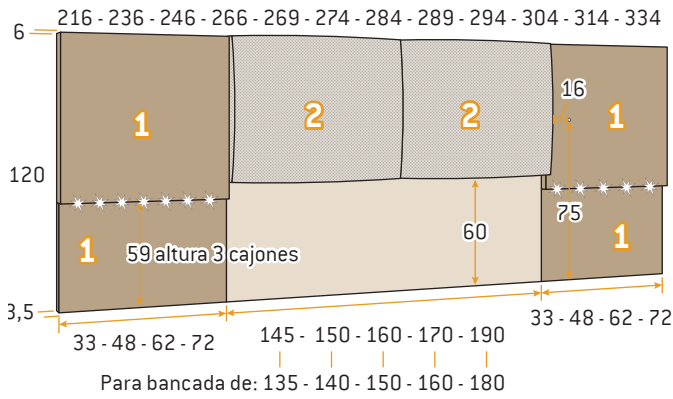 216 - 236 - 246 - 266 - 269 - 274 - 284 - 289 - 294 - 304 - 314 - 334
6
16
1
2
2
1
120
75
1
59 altura 3 cajones
60
1
3,5
33 - 48 - 62 - 72
33 - 48 - 62 - 72
145 - 150 - 160 - 170 - 190
Para bancada de: 135 - 140 - 150 - 160 - 180